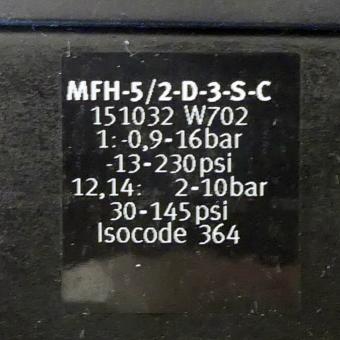 MFH-5/2-D-3-S-C
151032 W702
1: -0,9-16bar
-13-230psi
12,14: 2-10bar
30-145psi
Isocode 364